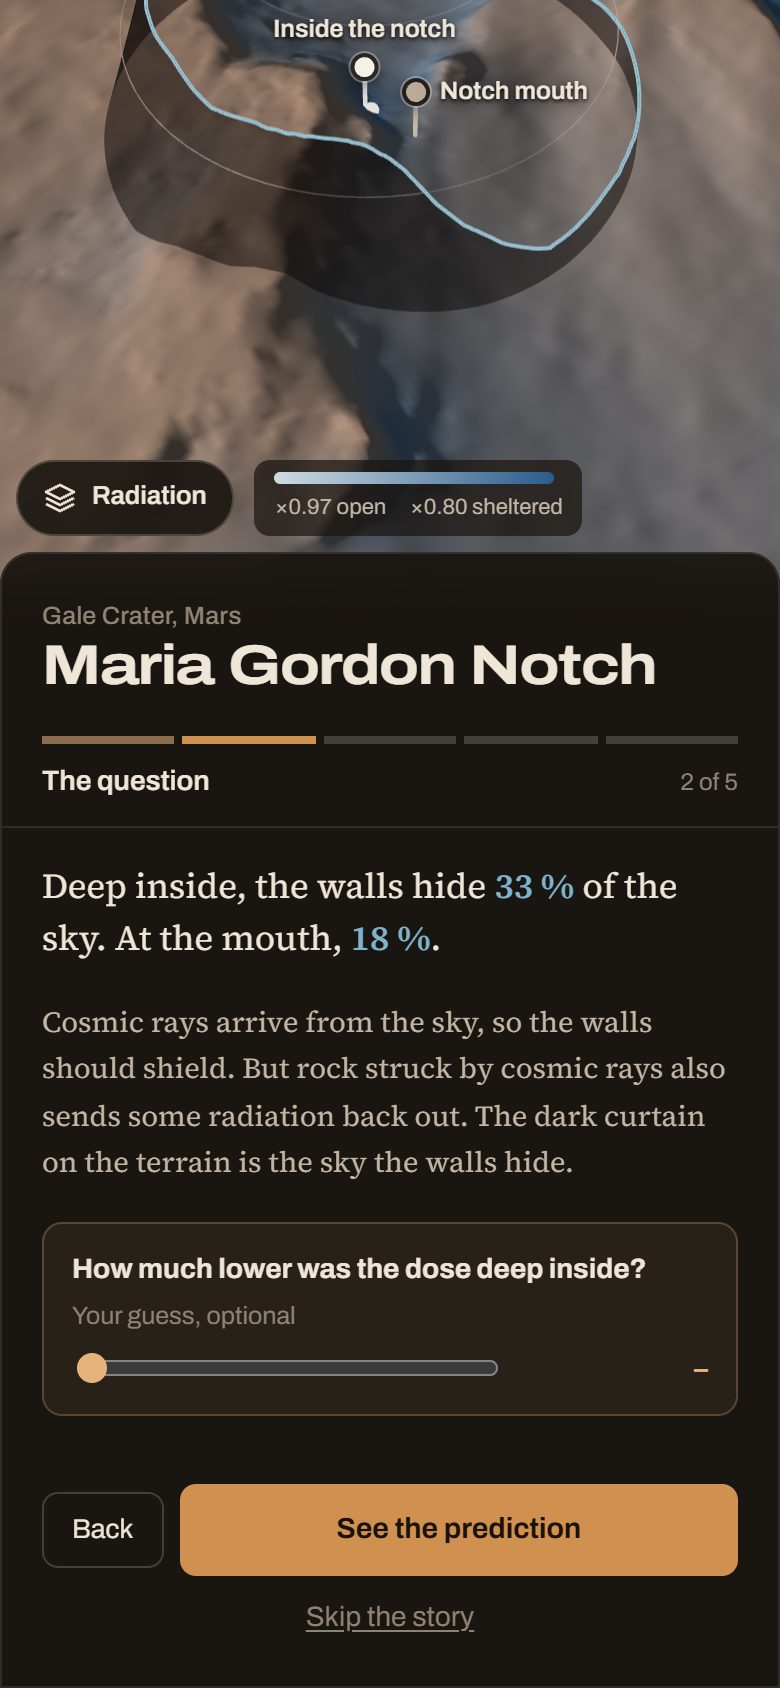 Inside the notch
Notch mouth
Radiation
×0.97 open ×0.80 sheltered
Gale Crater, Mars
Maria Gordon Notch
The question 2 of 5
Deep inside, the walls hide 33 % of the
sky. At the mouth, 18 %.
Cosmic rays arrive from the sky, so the walls
should shield. But rock struck by cosmic rays also
sends some radiation back out. The dark curtain
on the terrain is the sky the walls hide.
How much lower was the dose deep inside?
Your guess, optional
–
Back See the prediction
Skip the story